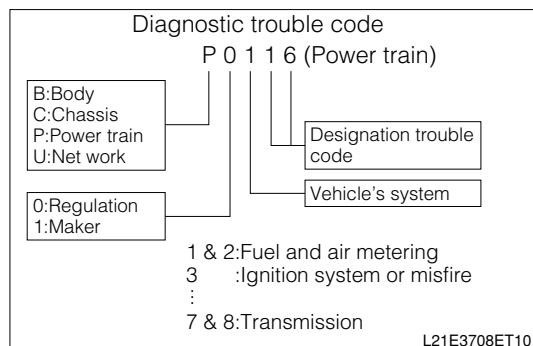 Diagnostic trouble code
P 0 1 1 6 (Power train)
B:Body
C:Chassis
P:Power train
U:Net work
Designation trouble
code
Vehicle's system
0:Regulation
1:Maker
1 & 2:Fuel and air metering
3 :Ignition system or misfire
⋮
7 & 8:Transmission
L21E3708ET10